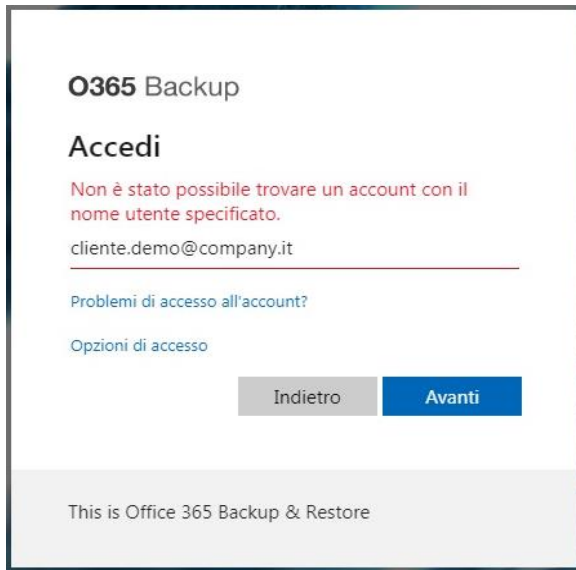 O365 Backup
Accedi
Non è stato possibile trovare un account con il
nome utente specificato.
cliente.demo@company.it
Problemi di accesso all'account?
Opzioni di accesso
Indietro Avanti
This is Office 365 Backup & Restore